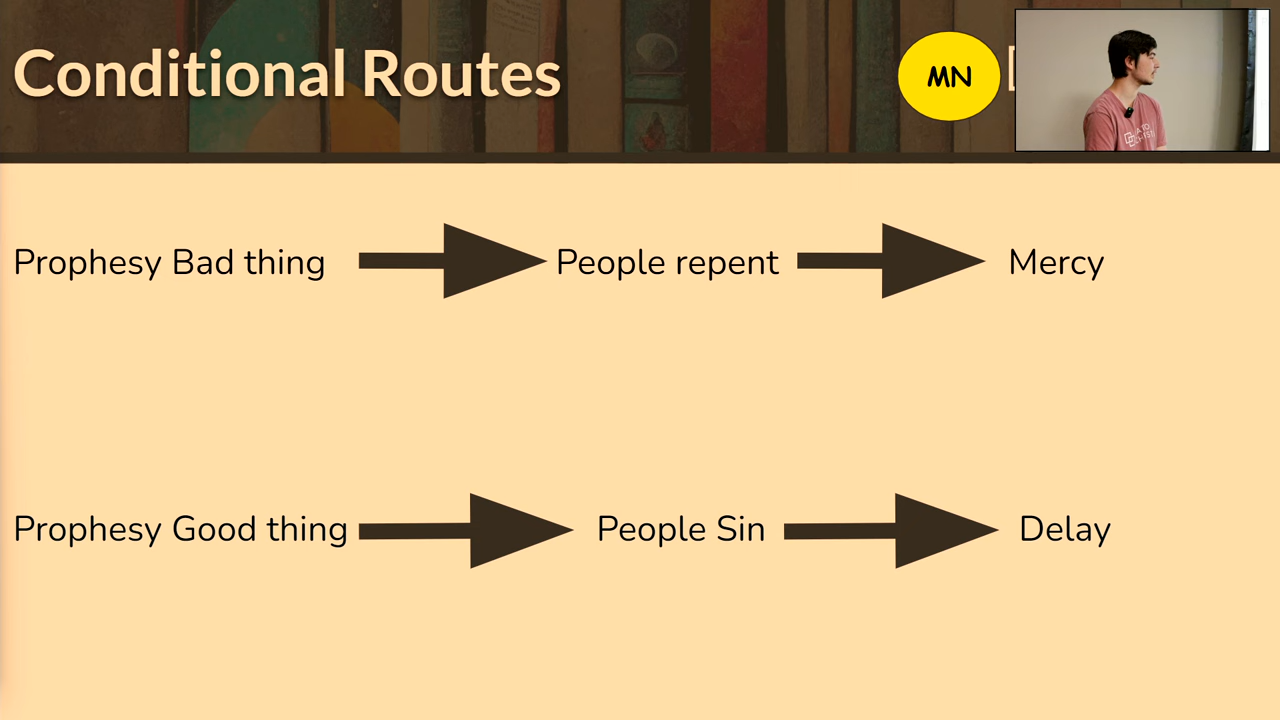 Conditional Routes
MN
Prophesy Bad thing
People repent
Mercy
Prophesy Good thing
People Sin
Delay